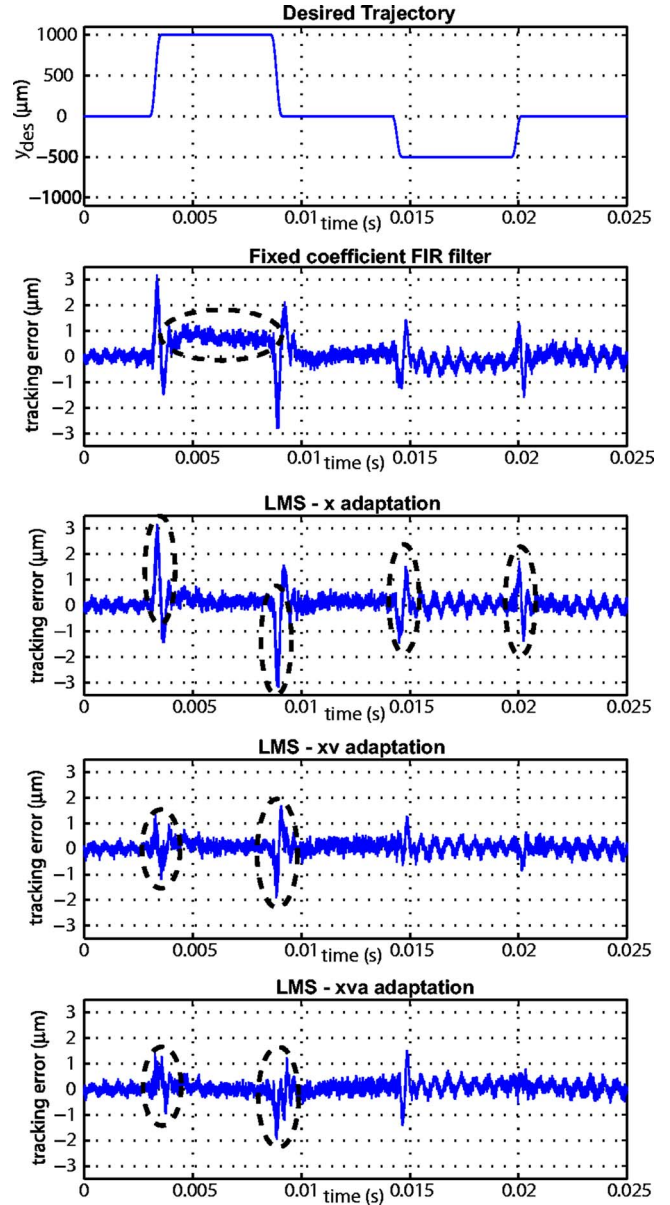 Desired Trajectory
1000
500
0
−500
−1000
y_des (μm)
0 0.005 0.01 0.015 0.02 0.025
time (s)
Fixed coefficient FIR filter
3
2
1
0
−1
−2
−3
tracking error (μm)
0 0.005 0.01 0.015 0.02 0.025
time (s)
LMS - x adaptation
3
2
1
0
−1
−2
−3
tracking error (μm)
0 0.005 0.01 0.015 0.02 0.025
time (s)
LMS - xv adaptation
3
2
1
0
−1
−2
−3
tracking error (μm)
0 0.005 0.01 0.015 0.02 0.025
time (s)
LMS - xva adaptation
3
2
1
0
−1
−2
−3
tracking error (μm)
0 0.005 0.01 0.015 0.02 0.025
time (s)